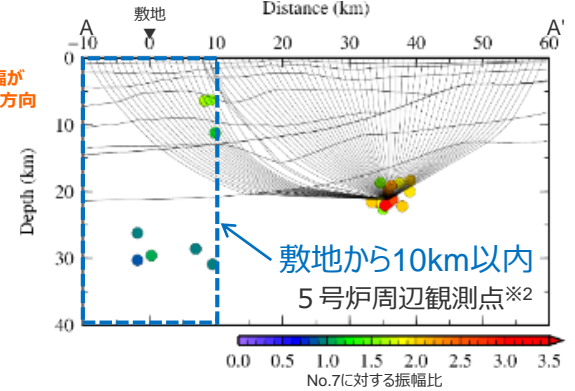 敷地
Distance (km)
A
A'
▼
-10 0 10 20 30 40 50 60
幅が
方向
0
10
20
30
40
Depth (km)
敷地から10km以内
５号炉周辺観測点※2
0.0 0.5 1.0 1.5 2.0 2.5 3.0 3.5
No.7に対する振幅比